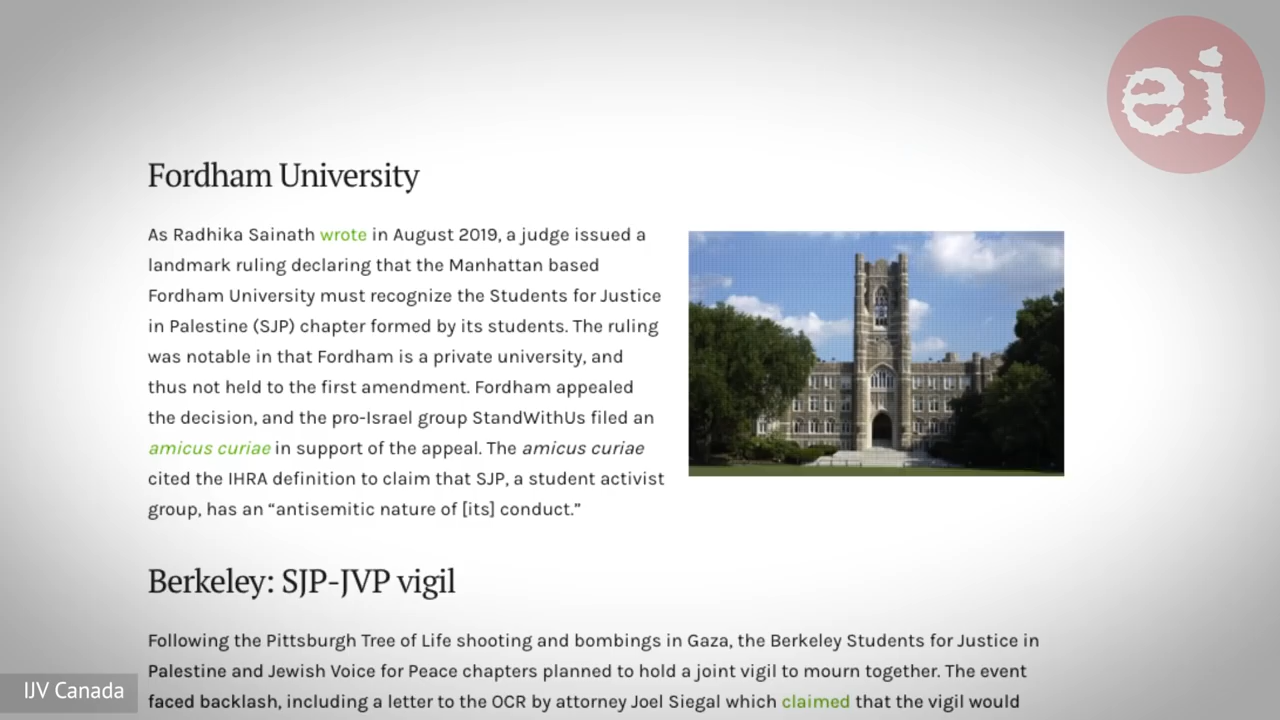 ei
Fordham University
As Radhika Sainath wrote in August 2019, a judge issued a
landmark ruling declaring that the Manhattan based
Fordham University must recognize the Students for Justice
in Palestine (SJP) chapter formed by its students. The ruling
was notable in that Fordham is a private university, and
thus not held to the first amendment. Fordham appealed
the decision, and the pro-Israel group StandWithUs filed an
amicus curiae in support of the appeal. The amicus curiae
cited the IHRA definition to claim that SJP, a student activist
group, has an “antisemitic nature of [its] conduct.”
Berkeley: SJP-JVP vigil
Following the Pittsburgh Tree of Life shooting and bombings in Gaza, the Berkeley Students for Justice in
Palestine and Jewish Voice for Peace chapters planned to hold a joint vigil to mourn together. The event
faced backlash, including a letter to the OCR by attorney Joel Siegal which claimed that the vigil would
IJV Canada